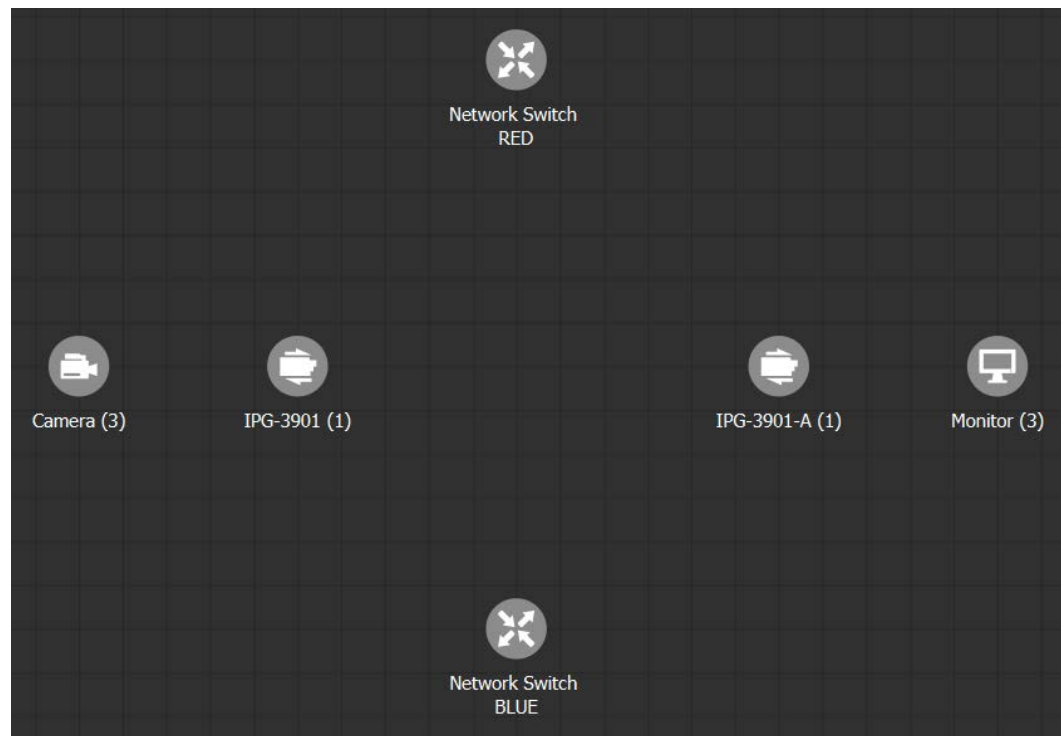 Network Switch
RED
Camera (3)
IPG-3901 (1)
IPG-3901-A (1)
Monitor (3)
Network Switch
BLUE